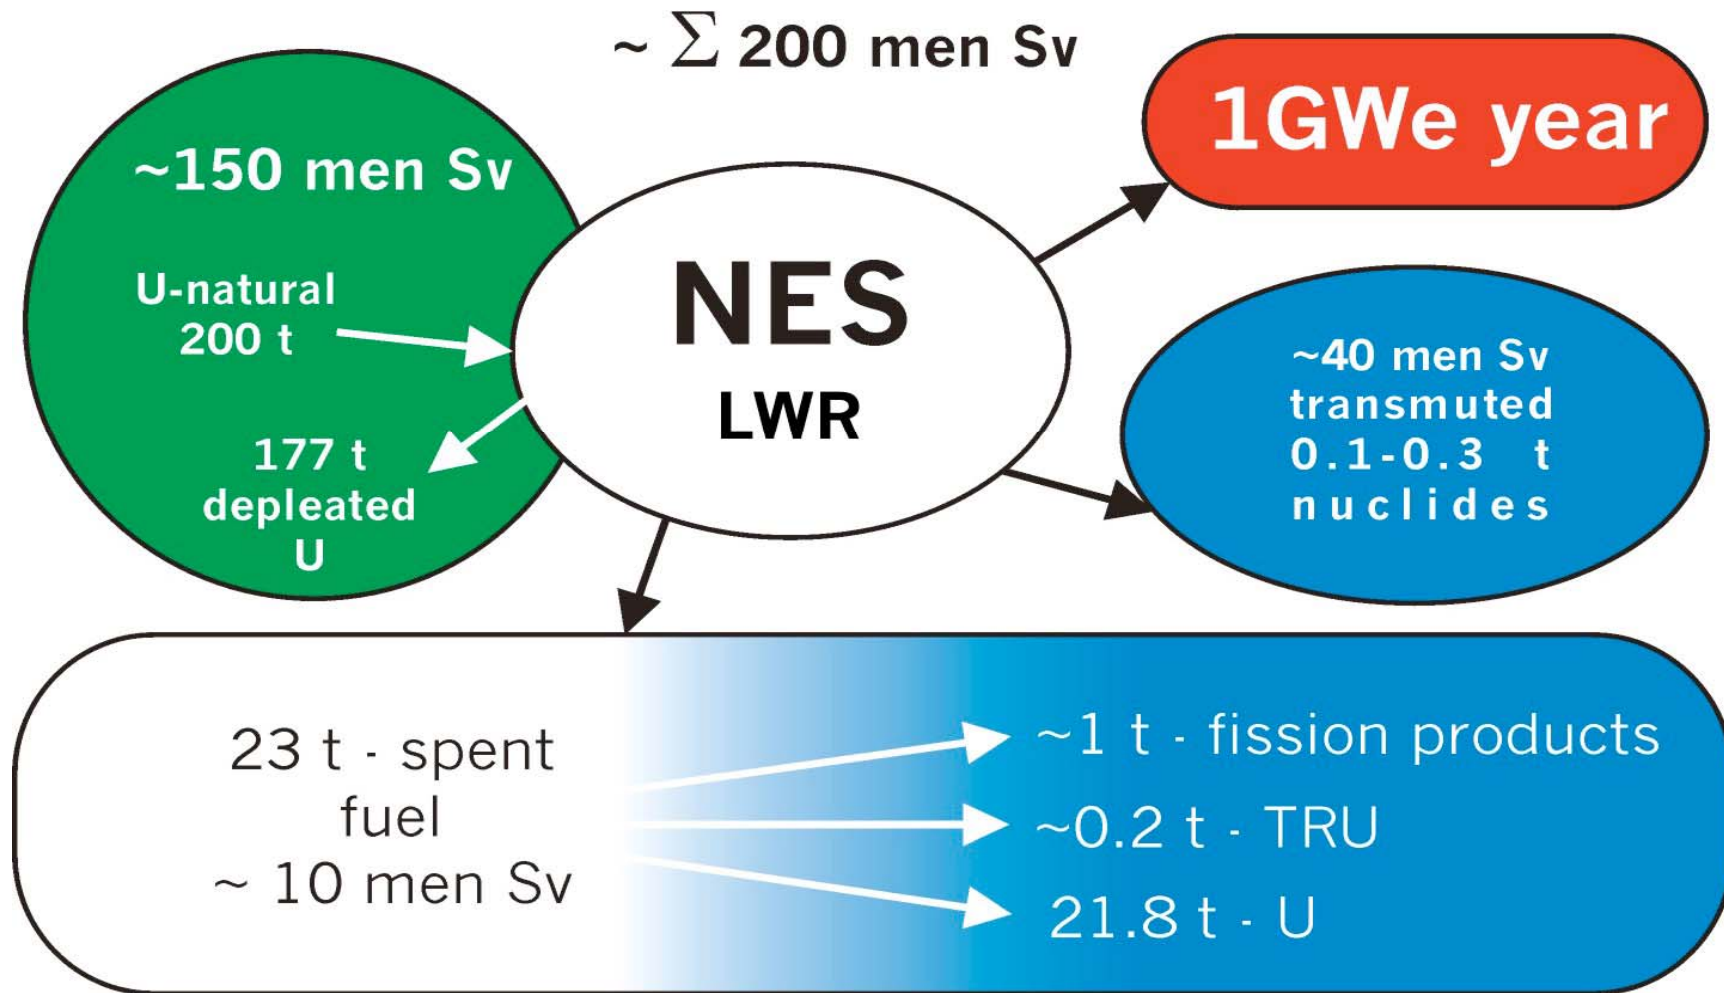 ~ Σ 200 men Sv
1GWe year
~150 men Sv
U-natural
200 t
177 t
depleated
U
NES
LWR
~40 men Sv
transmuted
0.1-0.3 t
nuclides
23 t - spent
fuel
~ 10 men Sv
~1 t - fission products
~0.2 t - TRU
21.8 t - U